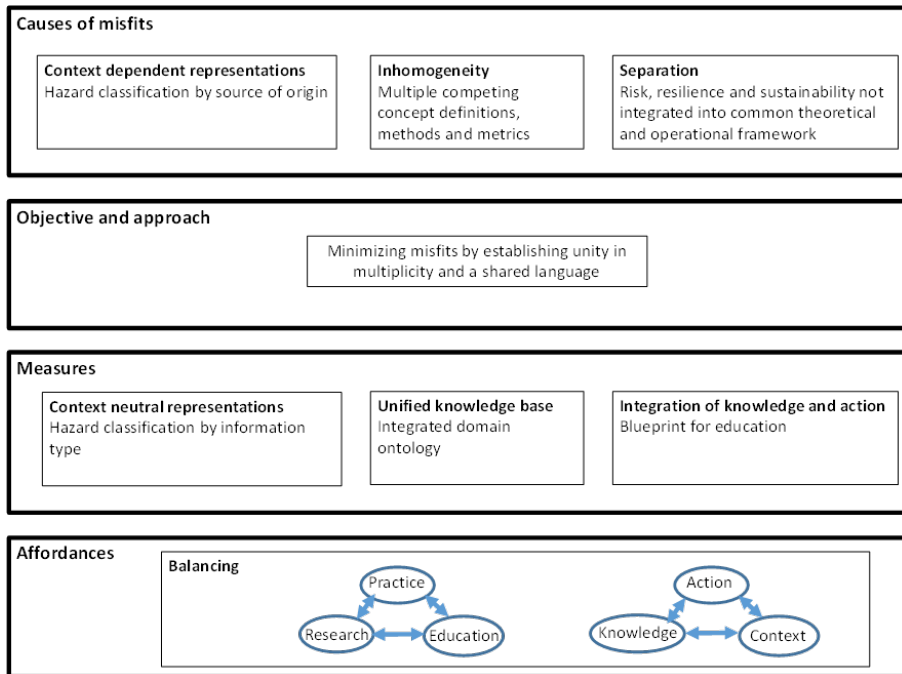 Causes of misfits
Context dependent representations
Hazard classification by source of origin
Inhomogeneity
Multiple competing
concept definitions,
methods and metrics
Separation
Risk, resilience and sustainability not
integrated into common theoretical
and operational framework
Objective and approach
Minimizing misfits by establishing unity in
multiplicity and a shared language
Measures
Context neutral representations
Hazard classification by information
type
Unified knowledge base
Integrated domain
ontology
Integration of knowledge and action
Blueprint for education
Affordances
Balancing
Practice
Research
Education
Action
Knowledge
Context